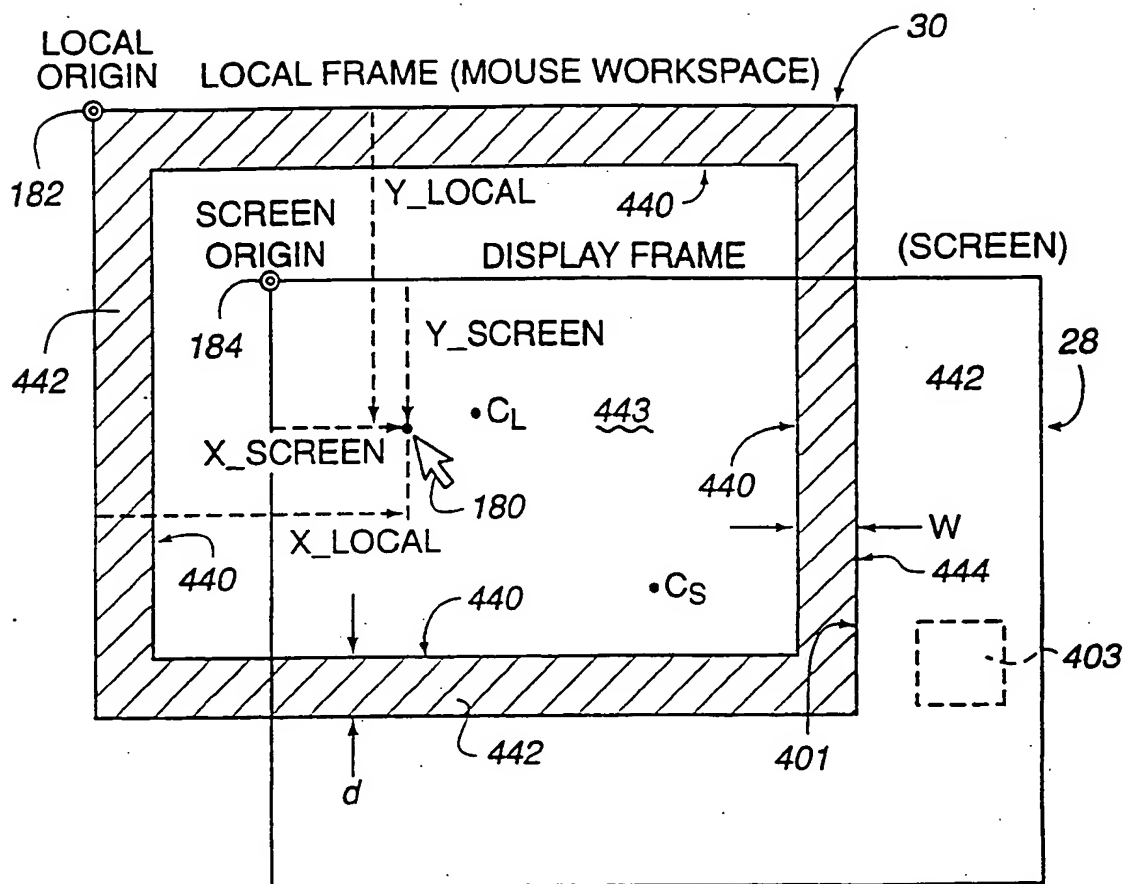 LOCAL
ORIGIN
LOCAL FRAME (MOUSE WORKSPACE)
30
182
Y_LOCAL
440
SCREEN
ORIGIN
DISPLAY FRAME
(SCREEN)
184
Y_SCREEN
442
442
28
C_L
443
X_SCREEN
180
440
X_LOCAL
W
440
444
440
C_S
403
442
401
d